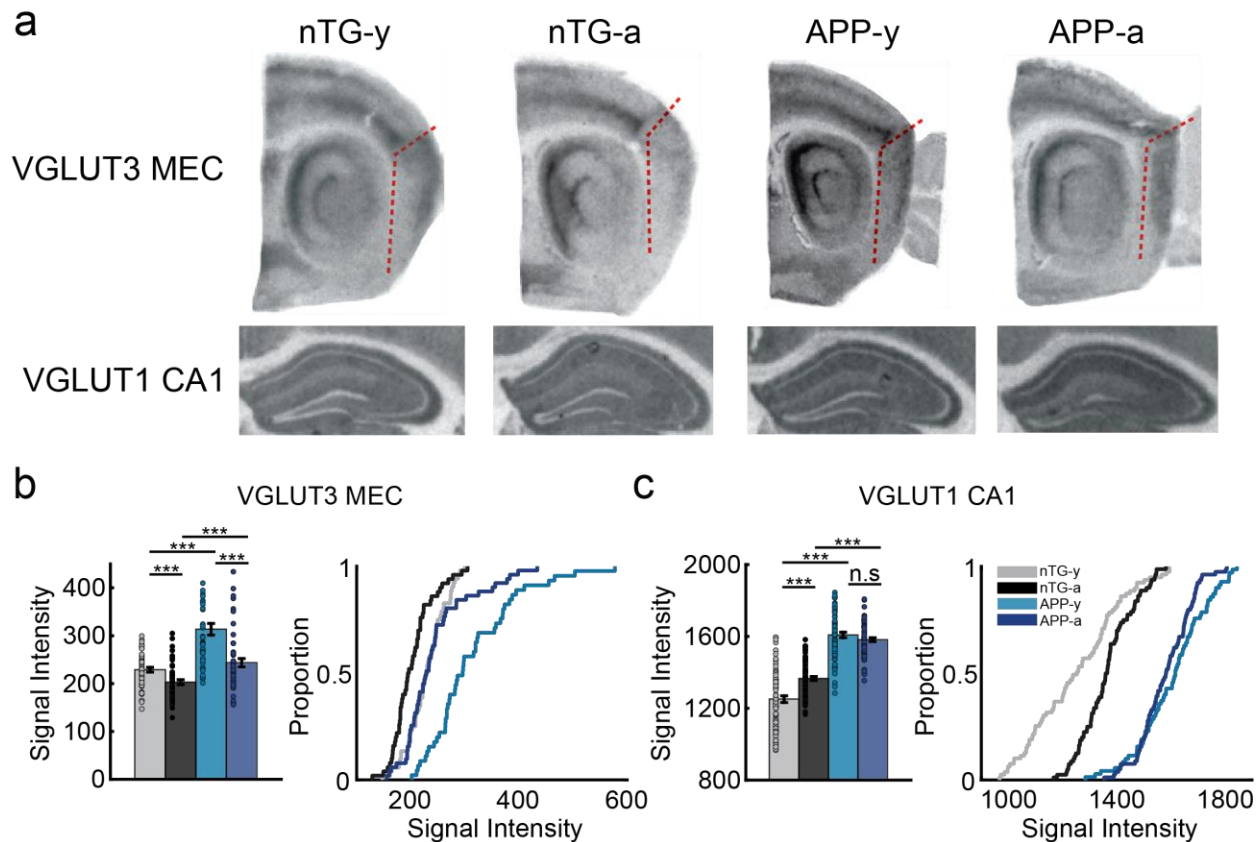 a
nTG-y nTG-a APP-y APP-a
VGLUT3 MEC
VGLUT1 CA1
b
VGLUT3 MEC
***
***
*** ***
Signal Intensity
400
300
200
100
0
Proportion
1
0.5
0
200 400 600
Signal Intensity
c
VGLUT1 CA1
***
***
*** n.s
Signal Intensity
2000
1600
1200
800
Proportion
1
0.5
0
nTG-y
nTG-a
APP-y
APP-a
1000 1400 1800
Signal Intensity